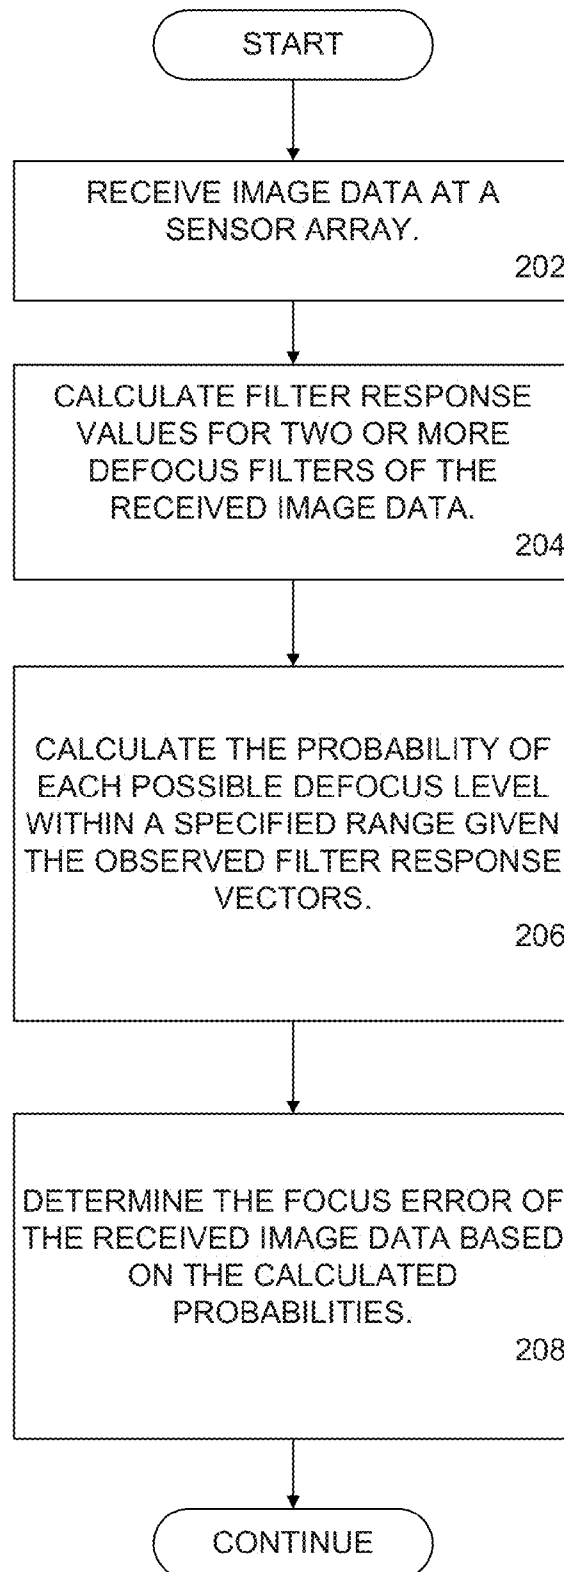 START
RECEIVE IMAGE DATA AT A
SENSOR ARRAY.
202
CALCULATE FILTER RESPONSE
VALUES FOR TWO OR MORE
DEFOCUS FILTERS OF THE
RECEIVED IMAGE DATA.
204
CALCULATE THE PROBABILITY OF
EACH POSSIBLE DEFOCUS LEVEL
WITHIN A SPECIFIED RANGE GIVEN
THE OBSERVED FILTER RESPONSE
VECTORS.
206
DETERMINE THE FOCUS ERROR OF
THE RECEIVED IMAGE DATA BASED
ON THE CALCULATED
PROBABILITIES.
208
CONTINUE